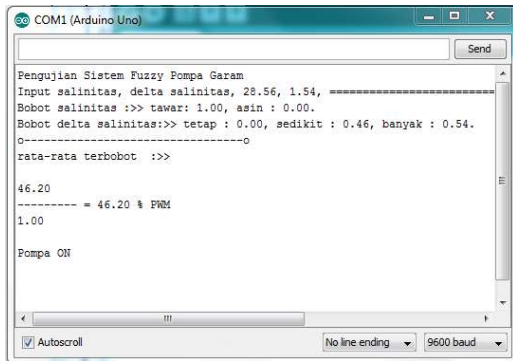 COM1 (Arduino Uno)
Send
Pengujian Sistem Fuzzy Pompa Garam
Input salinitas, delta salinitas, 28.56, 1.54, =========================
Bobot salinitas :>> tawar: 1.00, asin : 0.00.
Bobot delta salinitas:>> tetap : 0.00, sedikit : 0.46, banyak : 0.54.
o---------------------------------o
rata-rata terbobot  :>>
46.20
--------- = 46.20 % PWM
1.00
Pompa ON
Autoscroll
No line ending
9600 baud